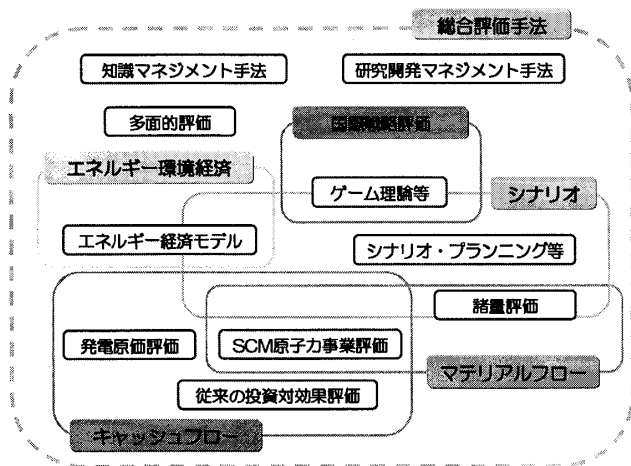 総合評価手法
知識マネジメント手法
研究開発マネジメント手法
多面的評価
国際戦略評価
エネルギー環境経済
ゲーム理論等
シナリオ
エネルギー経済モデル
シナリオ・プランニング等
諸量評価
発電原価評価
SCM原子力事業評価
マテリアルフロー
従来の投資対効果評価
キャッシュフロー